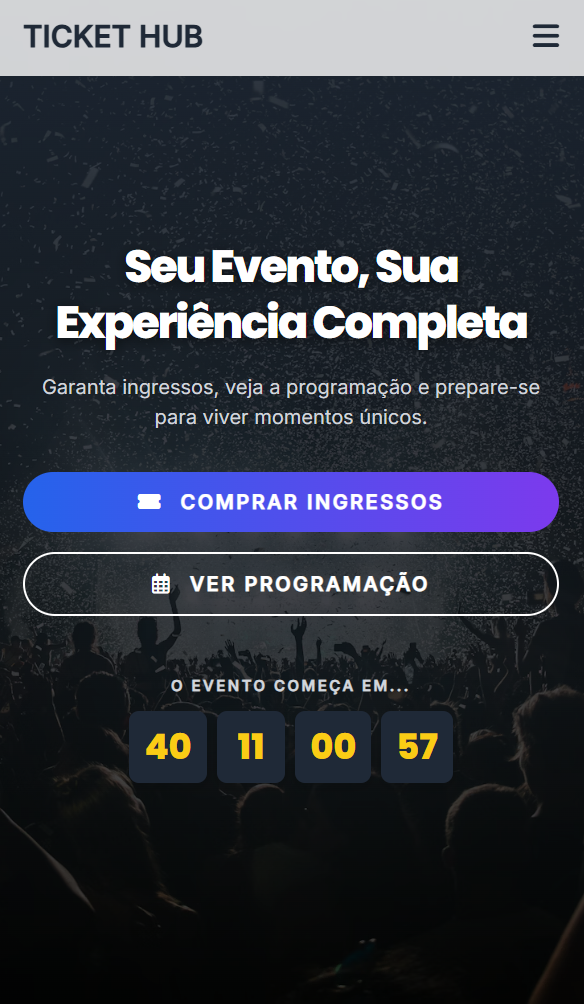 TICKET HUB
Seu Evento, Sua
Experiência Completa
Garanta ingressos, veja a programação e prepare-se
para viver momentos únicos.
COMPRAR INGRESSOS
VER PROGRAMAÇÃO
O EVENTO COMEÇA EM...
40 11 00 57